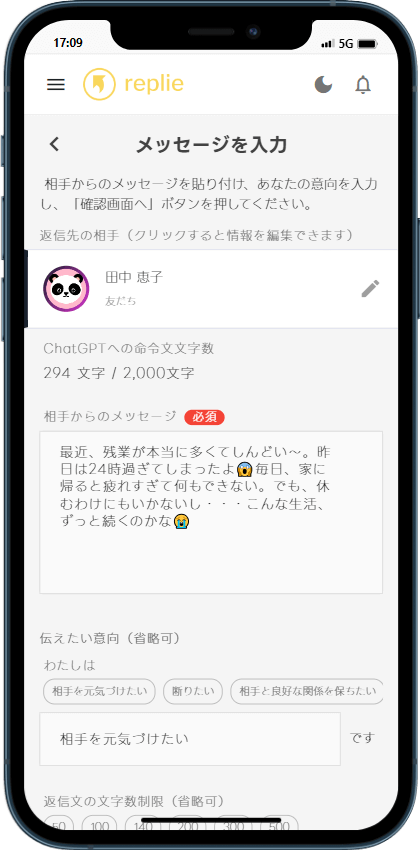 17:09
5G
replie
メッセージを入力
相手からのメッセージを貼り付け、あなたの意向を入力
し、「確認画面へ」ボタンを押してください。
返信先の相手（クリックすると情報を編集できます）
田中 恵子
友だち
ChatGPTへの命令文文字数
294 文字 / 2,000文字
相手からのメッセージ 必須
最近、残業が本当に多くてしんどい〜。昨
日は24時過ぎてしまったよ😱毎日、家に
帰ると疲れすぎて何もできない。でも、休
むわけにもいかないし・・・こんな生活、
ずっと続くのかな😭
伝えたい意向（省略可）
わたしは
相手を元気づけたい 断りたい 相手と良好な関係を保ちたい
相手を元気づけたい です
返信文の文字数制限（省略可）
50 100 140 200 300 500